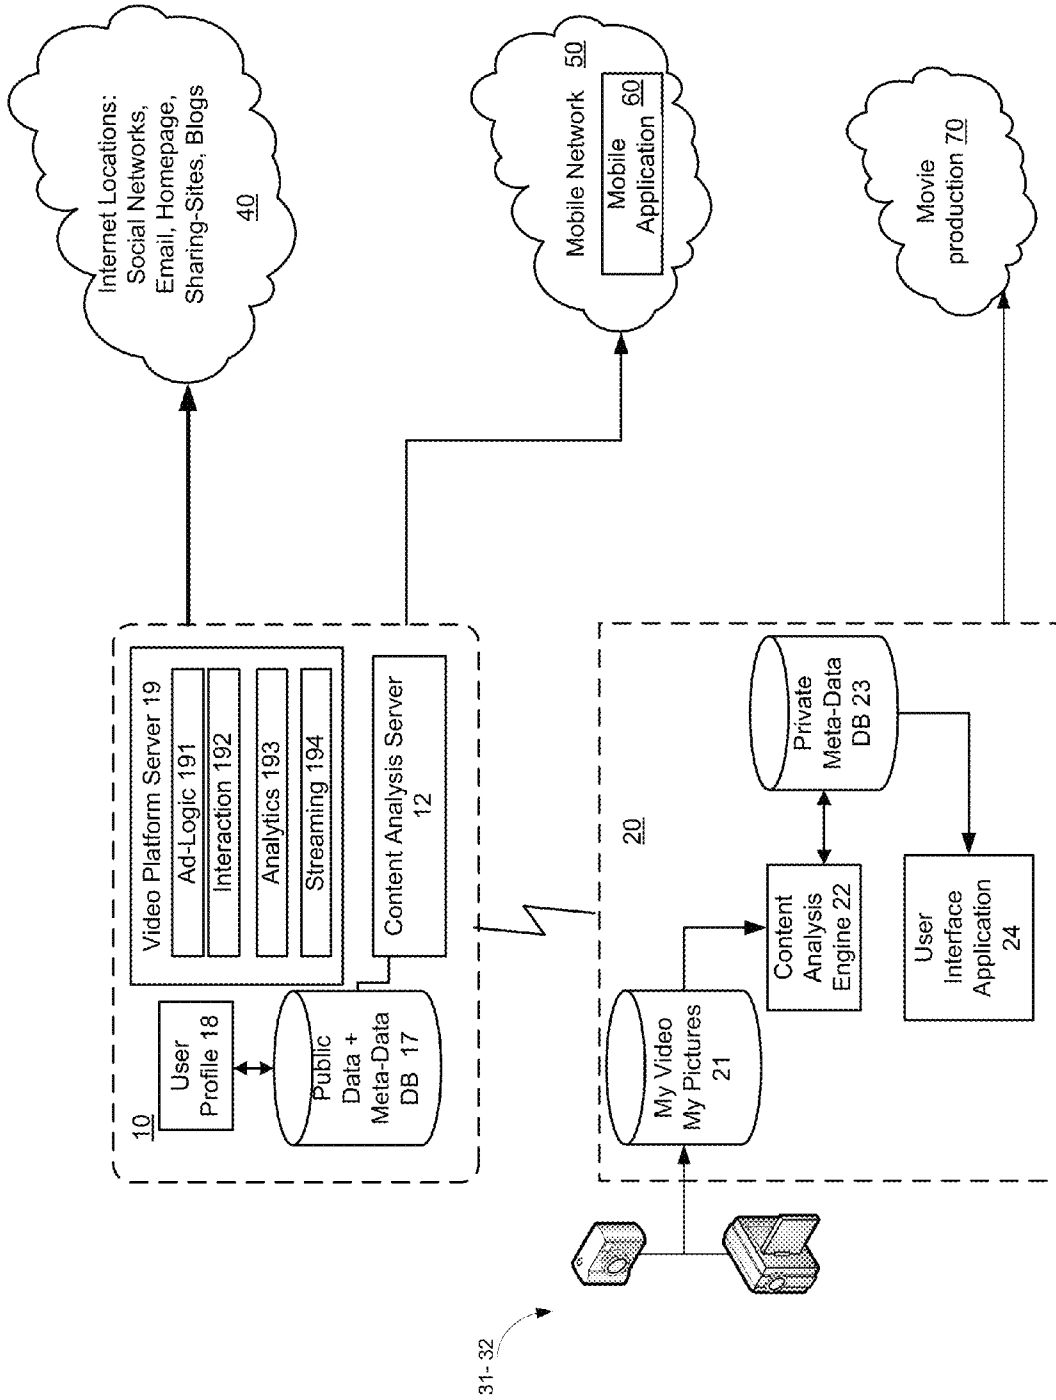 10
User
Profile 18
Public
Data +
Meta-Data
DB 17
Video Platform Server 19
Ad-Logic 191
Interaction 192
Analytics 193
Streaming 194
Content Analysis Server
12
Internet Locations:
Social Networks,
Email, Homepage,
Sharing-Sites, Blogs
40
Mobile Network 50
Mobile
Application 60
31-32
20
My Video
My Pictures
21
Content
Analysis
Engine 22
Private
Meta-Data
DB 23
User
Interface
Application
24
Movie
production 70